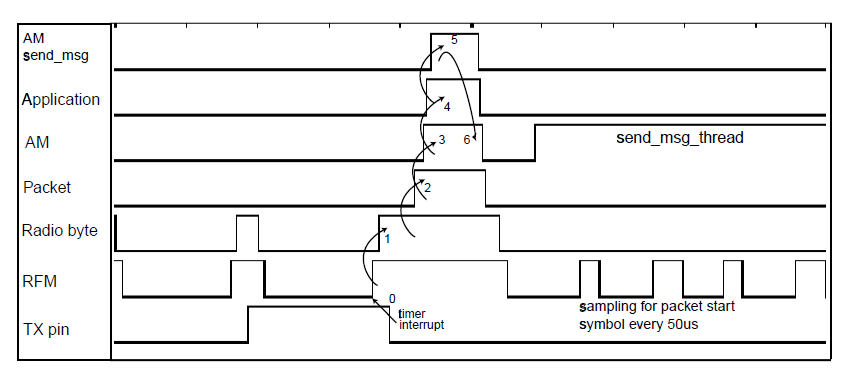 AM
send_msg
5
Application
4
AM
3
6
send_msg_thread
Packet
2
Radio byte
1
RFM
0
timer
interrupt
sampling for packet start
symbol every 50us
TX pin